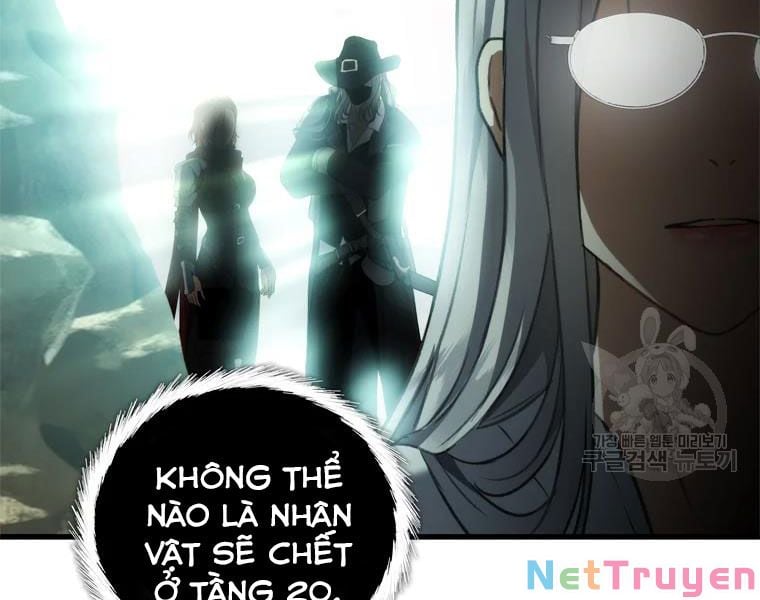 가장 빠른 웹툰 미리보기
구글검색 뉴토끼
KHÔNG THỂ
NÀO LÀ NHÂN
VẬT SẼ CHẾT
Ở TẦNG 20.
NetTruyen